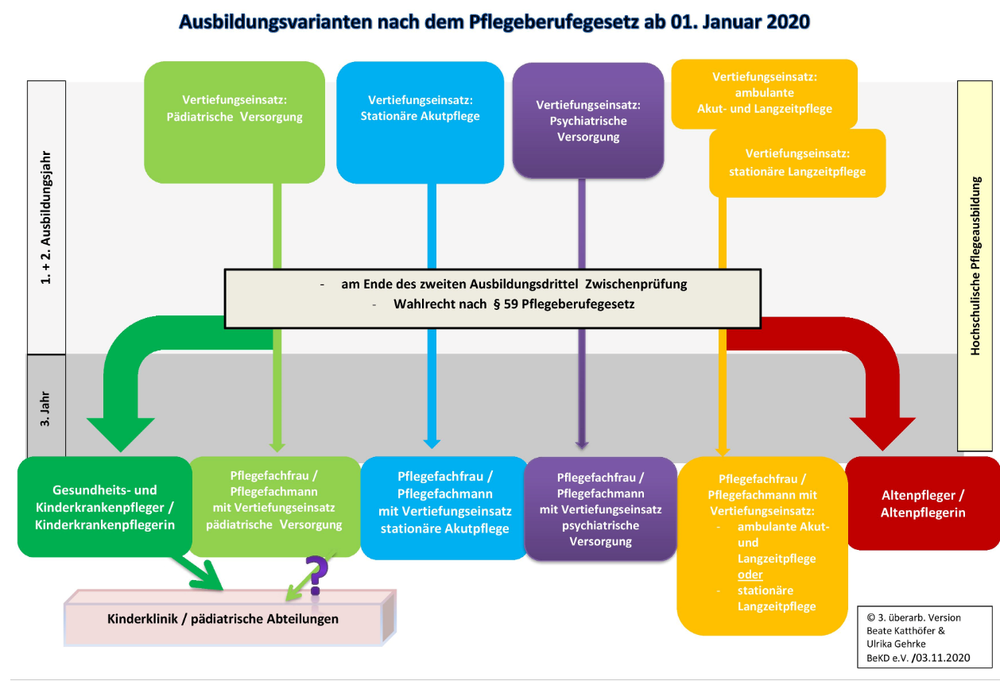 Ausbildungsvarianten nach dem Pflegeberufegesetz ab 01. Januar 2020
1. + 2. Ausbildungsjahr
3. Jahr
Vertiefungseinsatz:
Pädiatrische Versorgung
Vertiefungseinsatz:
Stationäre Akutpflege
Vertiefungseinsatz:
Psychiatrische
Versorgung
Vertiefungseinsatz:
ambulante
Akut- und Langzeitpflege
Vertiefungseinsatz:
stationäre Langzeitpflege
Hochschulische Pflegeausbildung
- am Ende des zweiten Ausbildungsdrittel Zwischenprüfung
- Wahlrecht nach § 59 Pflegeberufegesetz
Gesundheits- und
Kinderkrankenpfleger /
Kinderkrankenpflegerin
Pflegefachfrau /
Pflegefachmann
mit Vertiefungseinsatz
pädiatrische Versorgung
Pflegefachfrau /
Pflegefachmann
mit Vertiefungseinsatz
stationäre Akutpflege
Pflegefachfrau /
Pflegefachmann
mit Vertiefungseinsatz
psychiatrische
Versorgung
Pflegefachfrau /
Pflegefachmann mit
Vertiefungseinsatz:
- ambulante Akut-
und
Langzeitpflege
oder
- stationäre
Langzeitpflege
Altenpfleger /
Altenpflegerin
?
Kinderklinik / pädiatrische Abteilungen
© 3. überarb. Version
Beate Katthöfer &
Ulrika Gehrke
BeKD e.V. /03.11.2020